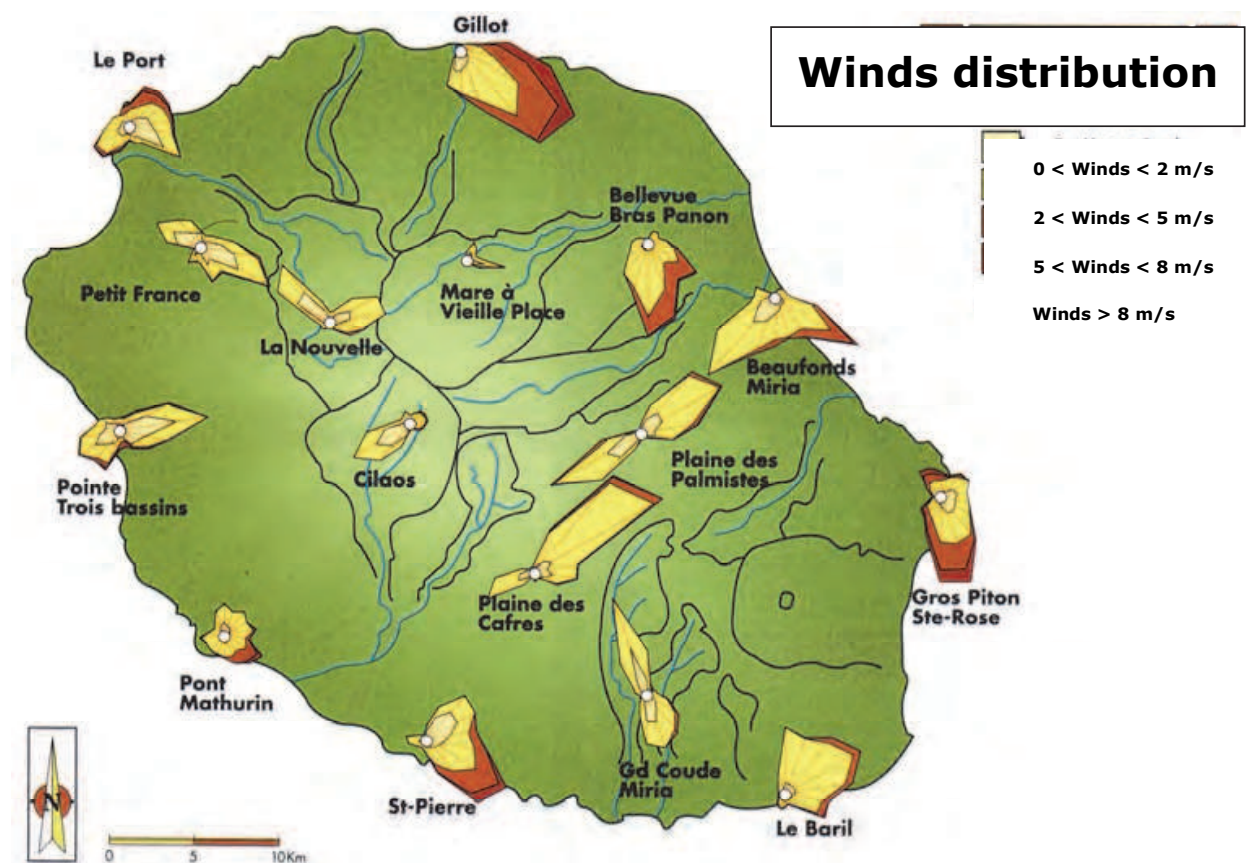 Gillot
Le Port
Winds distribution
0 < Winds < 2 m/s
2 < Winds < 5 m/s
5 < Winds < 8 m/s
Winds > 8 m/s
Bellevue
Bras Panon
Petit France
Mare à
Vieille Place
La Nouvelle
Beaufonds
Miria
Plaine des
Palmistes
Cilaos
Pointe
Trois bassins
Plaine des
Cafres
Gros Piton
Ste-Rose
Pont
Mathurin
Gd Coude
Miria
St-Pierre
Le Baril
N
0 5 10Km